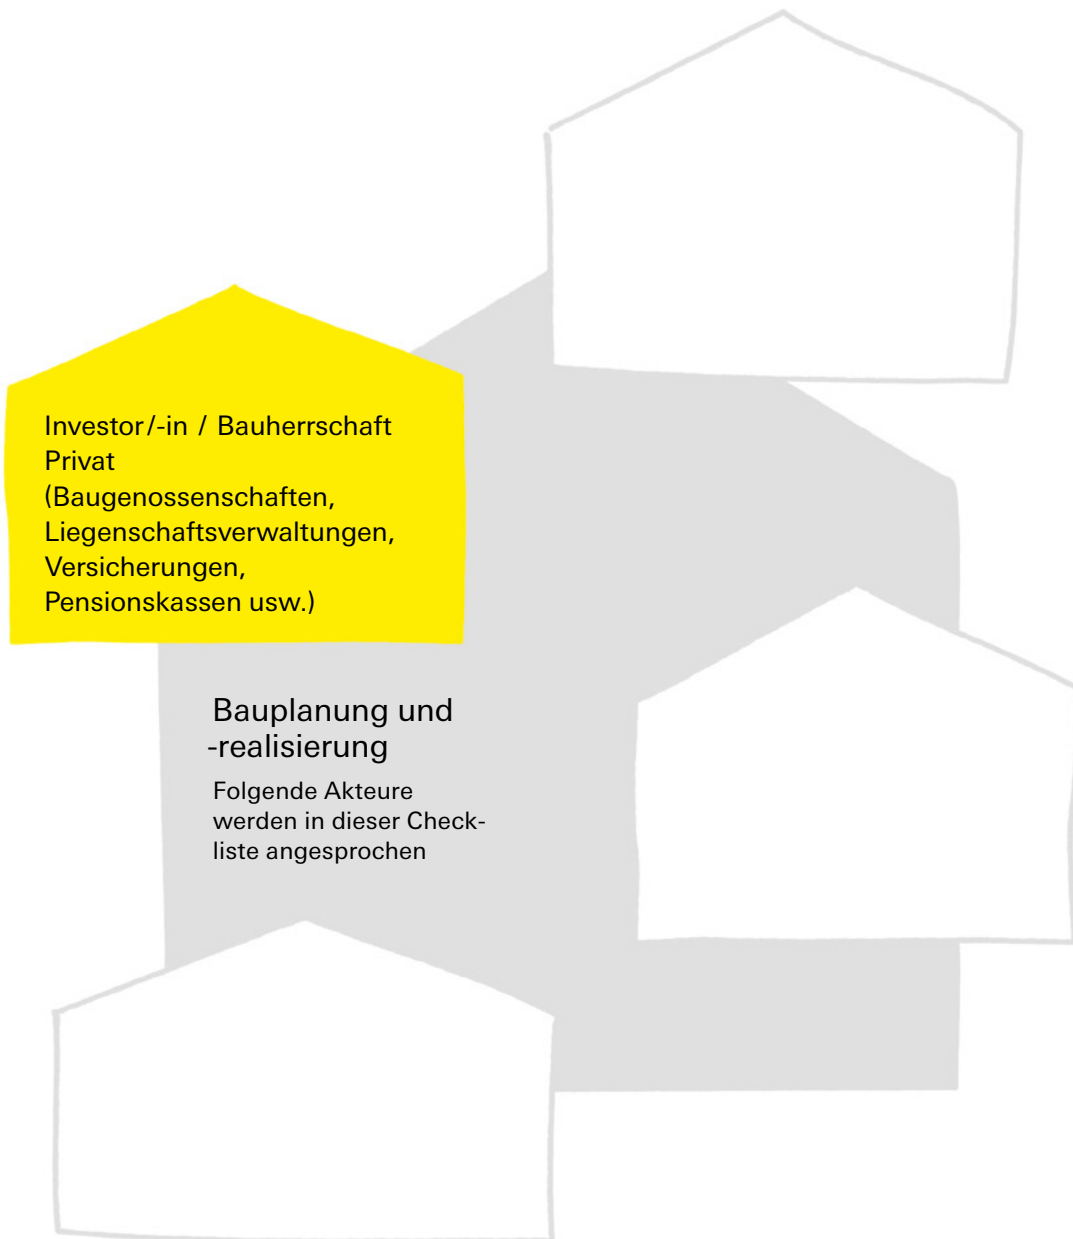 Investor/-in / Bauherrschaft
Privat
(Baugenossenschaften,
Liegenschaftsverwaltungen,
Versicherungen,
Pensionskassen usw.)
Bauplanung und
-realisierung
Folgende Akteure
werden in dieser Check-
liste angesprochen